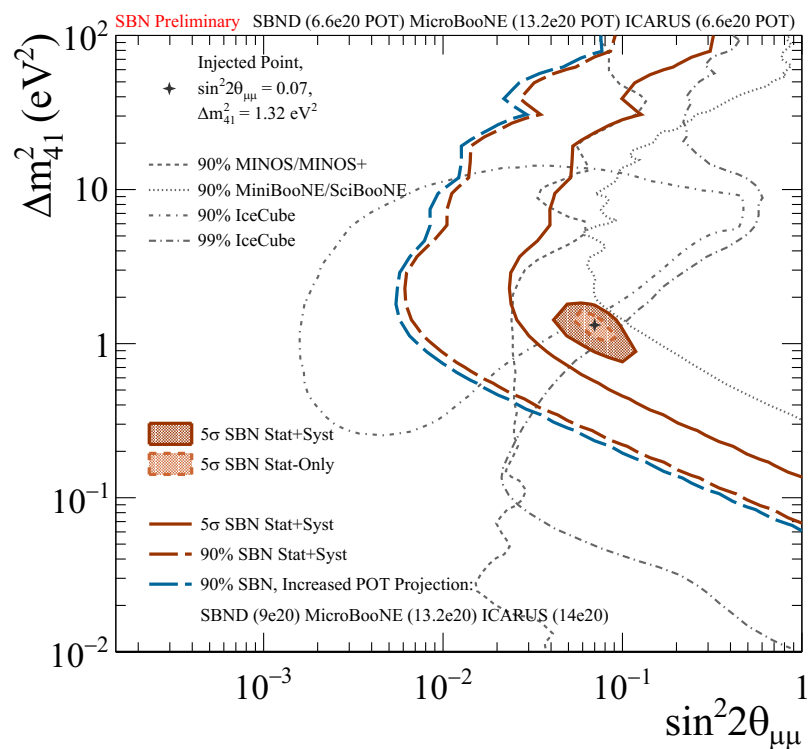 SBN Preliminary SBND (6.6e20 POT) MicroBooNE (13.2e20 POT) ICARUS (6.6e20 POT)
Δm²₄₁ (eV²)
10²
10
1
10⁻¹
10⁻²
Injected Point,
sin²2θμμ = 0.07,
Δm²₄₁ = 1.32 eV²
90% MINOS/MINOS+
90% MiniBooNE/SciBooNE
90% IceCube
99% IceCube
5σ SBN Stat+Syst
5σ SBN Stat-Only
5σ SBN Stat+Syst
90% SBN Stat+Syst
90% SBN, Increased POT Projection:
SBND (9e20) MicroBooNE (13.2e20) ICARUS (14e20)
10⁻³ 10⁻² 10⁻¹ 1
sin²2θμμ